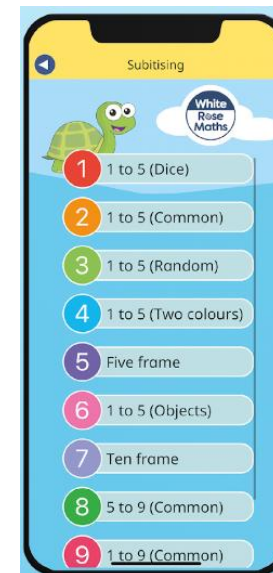 Subitising
White
Rose
Maths
1 1 to 5 (Dice)
2 1 to 5 (Common)
3 1 to 5 (Random)
4 1 to 5 (Two colours)
5 Five frame
6 1 to 5 (Objects)
7 Ten frame
8 5 to 9 (Common)
9 1 to 9 (Common)